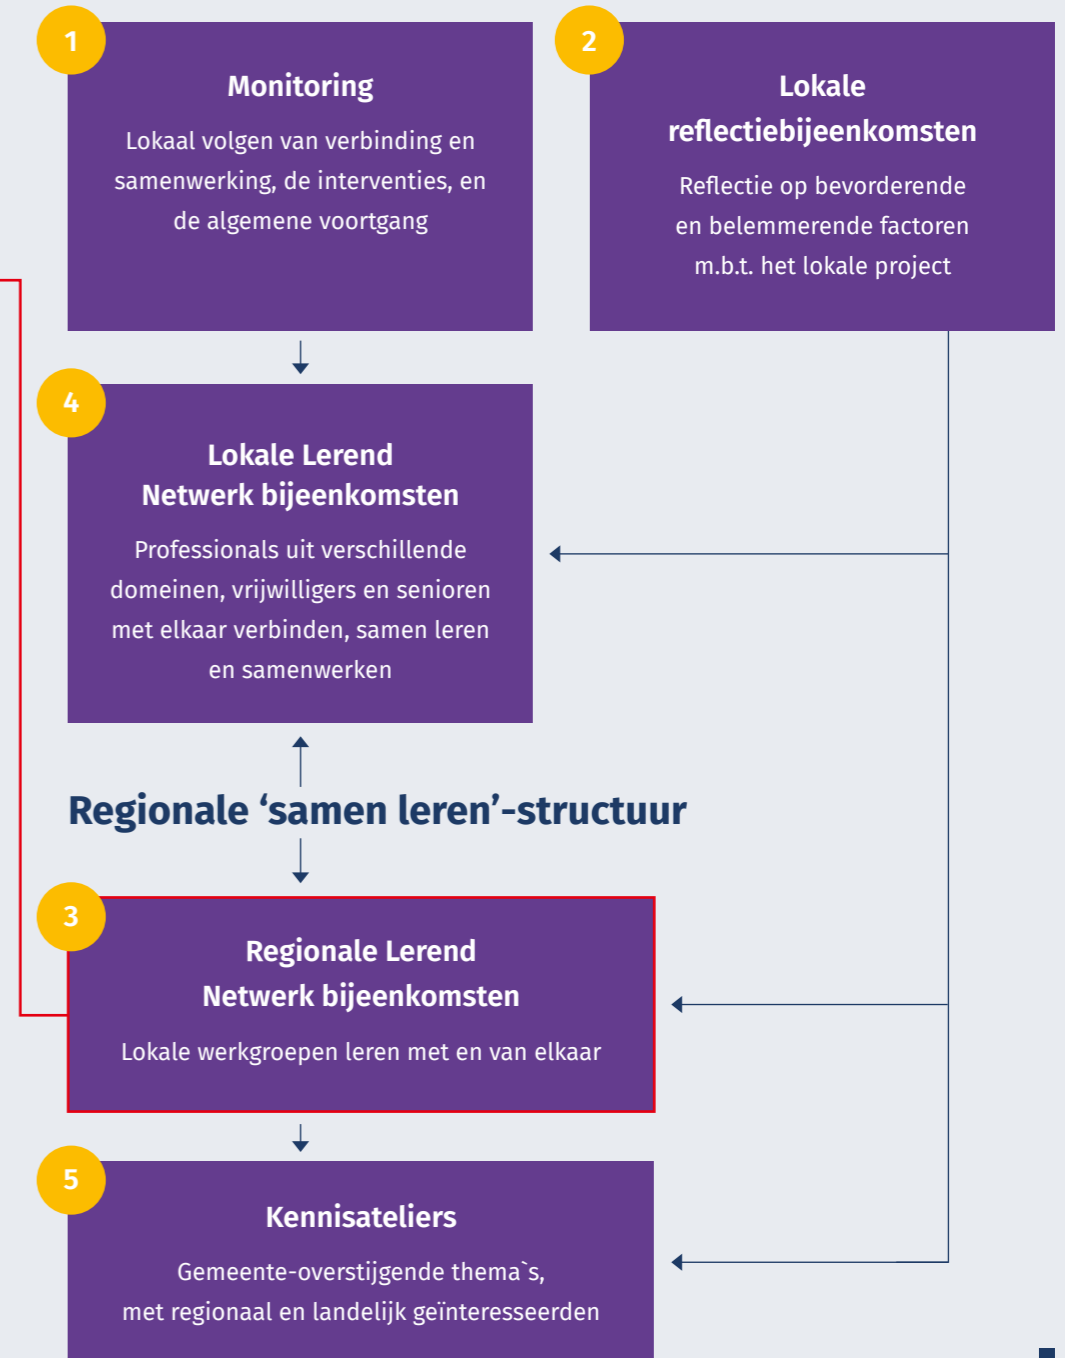 1
Monitoring
Lokaal volgen van verbinding en
samenwerking, de interventies, en
de algemene voortgang
2
Lokale
reflectiebijeenkomsten
Reflectie op bevorderende
en belemmerende factoren
m.b.t. het lokale project
4
Lokale Lerend
Netwerk bijeenkomsten
Professionals uit verschillende
domeinen, vrijwilligers en senioren
met elkaar verbinden, samen leren
en samenwerken
Regionale ‘samen leren’-structuur
3
Regionale Lerend
Netwerk bijeenkomsten
Lokale werkgroepen leren met en van elkaar
5
Kennisateliers
Gemeente-overstijgende thema`s,
met regionaal en landelijk geïnteresseerden